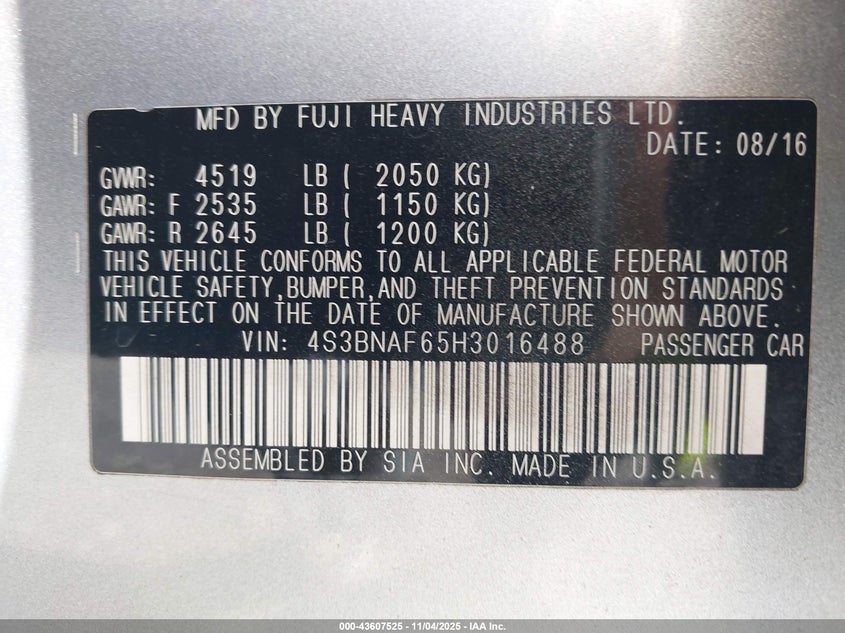 MFD BY FUJI HEAVY INDUSTRIES LTD.
DATE: 08/16
GVWR: 4519 LB ( 2050 KG)
GAWR: F 2535 LB ( 1150 KG)
GAWR: R 2645 LB ( 1200 KG)
THIS VEHICLE CONFORMS TO ALL APPLICABLE FEDERAL MOTOR
VEHICLE SAFETY,BUMPER,AND THEFT PREVENTION STANDARDS
IN EFFECT ON THE DATE OF MANUFACTURE SHOWN ABOVE.
VIN: 4S3BNAF65H3016488 PASSENGER CAR
ASSEMBLED BY SIA INC. MADE IN U.S.A.
000-43607525 - 11/04/2025 - IAA Inc.